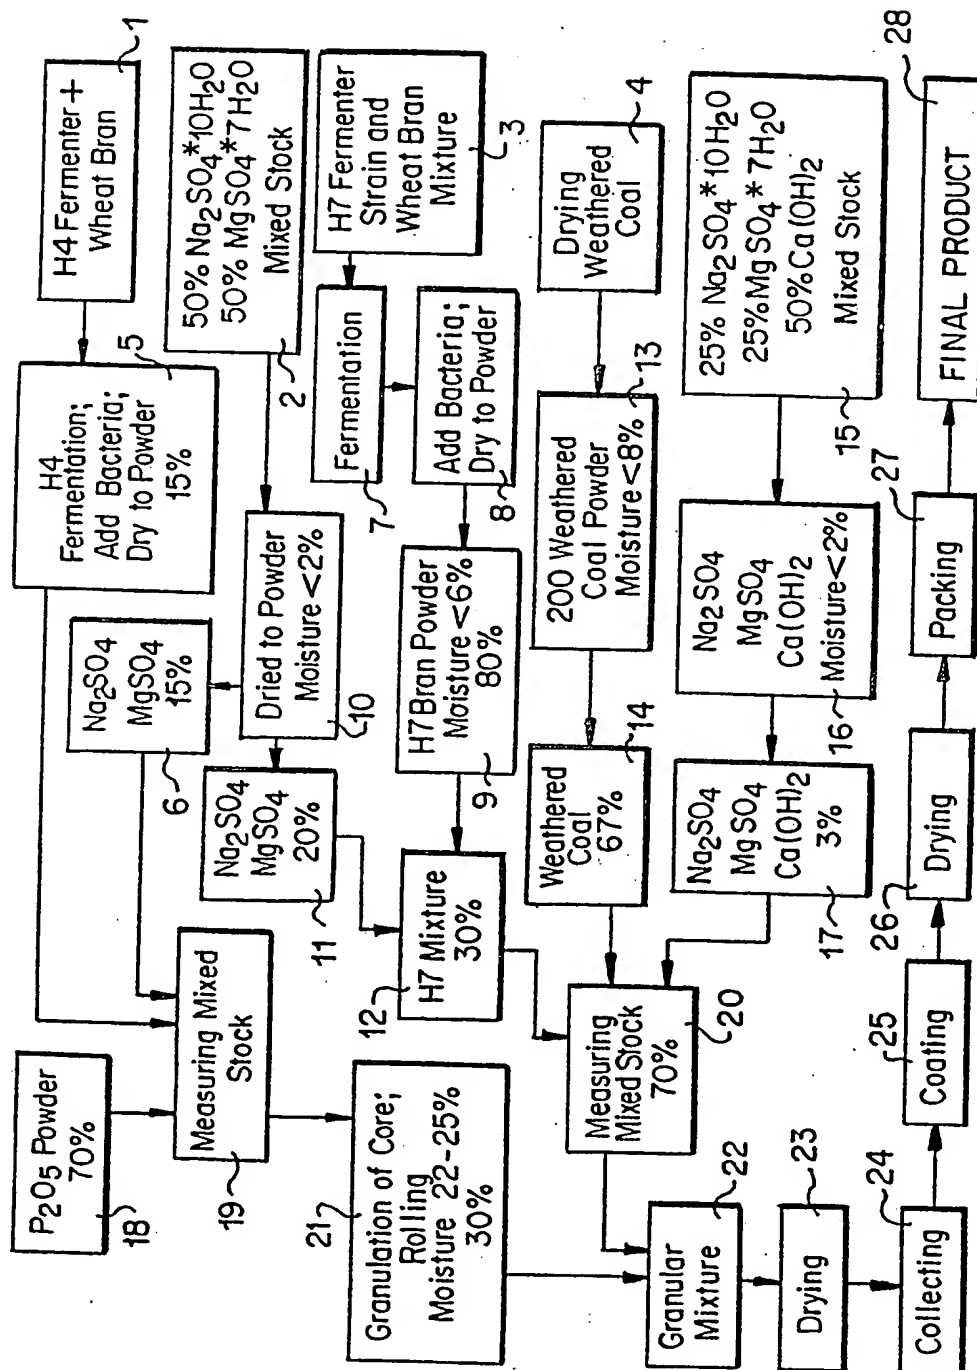 H4 Fermenter +
Wheat Bran
1
50% Na2SO4*10H2O
50% MgSO4*7H2O
Mixed Stock
2
H7 Fermenter
Strain and
Wheat Bran
Mixture
3
Drying
Weathered
Coal
4
25% Na2SO4*10H2O
25%MgSO4*7H2O
50%Ca(OH)2
Mixed Stock
15
FINAL PRODUCT
28
H4
Fermentation;
Add Bacteria;
Dry to Powder
15%
5
Fermentation
7
Add Bacteria;
Dry to Powder
8
200 Weathered
Coal Powder
Moisture<8%
13
Na2SO4
MgSO4
Ca(OH)2
Moisture<2%
16
Packing
27
Na2SO4
MgSO4
15%
6
Dried to Powder
Moisture<2%
10
H7Bran Powder
Moisture<6%
80%
9
Weathered
Coal
67%
14
Na2SO4
MgSO4
Ca(OH)2
3%
17
Drying
26
Na2SO4
MgSO4
20%
11
H7 Mixture
30%
12
P2O5 Powder
70%
18
Measuring Mixed
Stock
19
Measuring
Mixed Stock
70%
20
Coating
25
Granulation of Core;
Rolling
Moisture 22-25%
30%
21
Granular
Mixture
22
Drying
23
Collecting
24